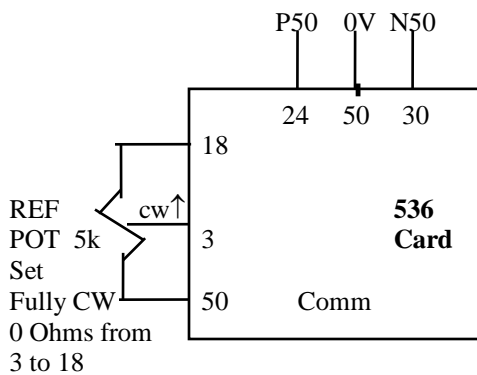 P50 0V N50
24 50 30
18
REF cw↑ 536
POT 5k 3 Card
Set
Fully CW 50 Comm
0 Ohms from
3 to 18